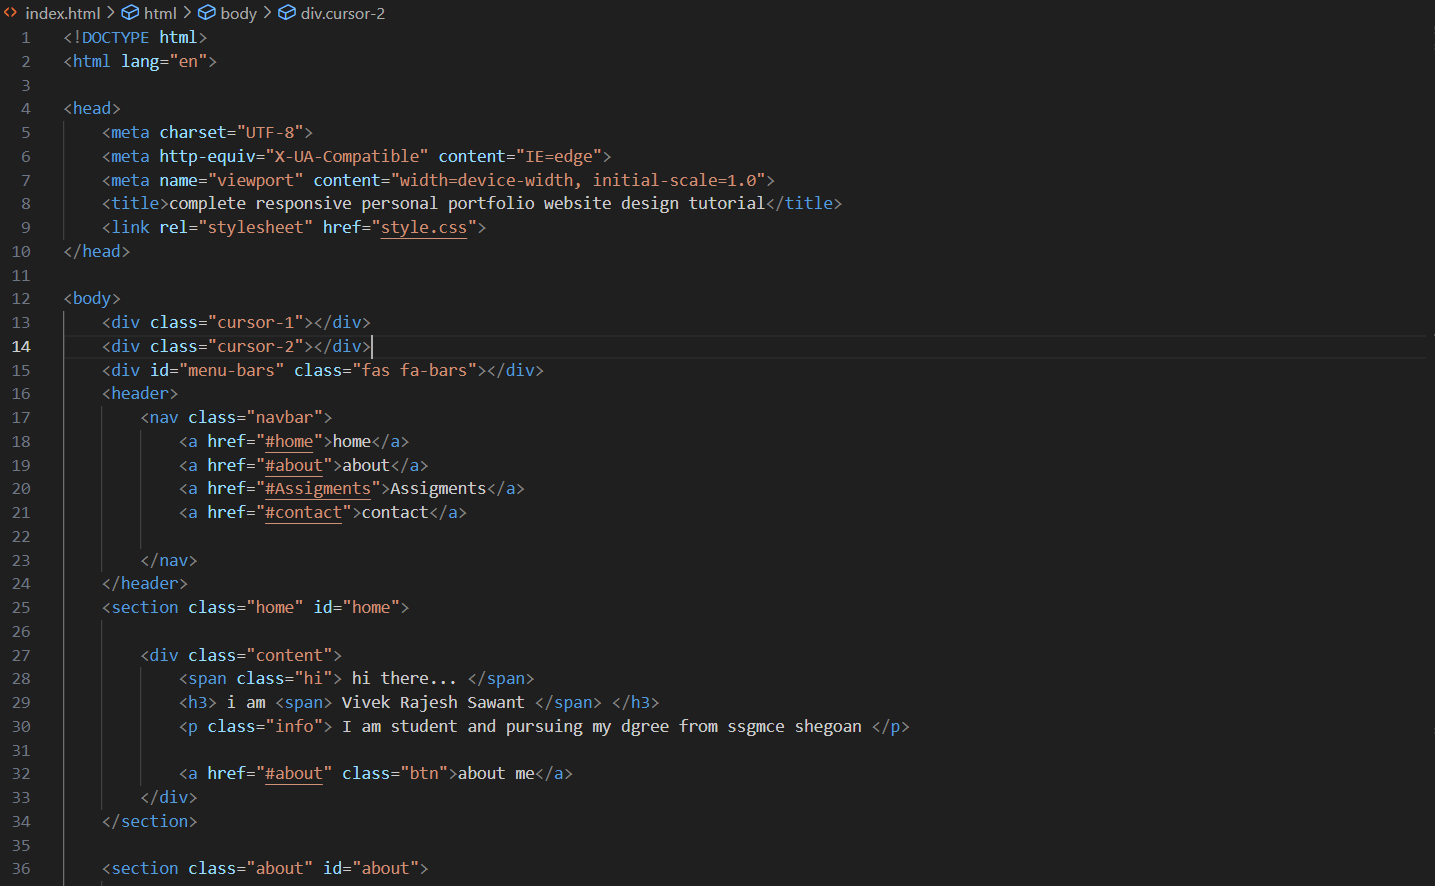 index.html > html > body > div.cursor-2
1 <!DOCTYPE html>
2 <html lang="en">
3
4 <head>
5 <meta charset="UTF-8">
6 <meta http-equiv="X-UA-Compatible" content="IE=edge">
7 <meta name="viewport" content="width=device-width, initial-scale=1.0">
8 <title>complete responsive personal portfolio website design tutorial</title>
9 <link rel="stylesheet" href="style.css">
10 </head>
11
12 <body>
13 <div class="cursor-1"></div>
14 <div class="cursor-2"></div>
15 <div id="menu-bars" class="fas fa-bars"></div>
16 <header>
17 <nav class="navbar">
18 <a href="#home">home</a>
19 <a href="#about">about</a>
20 <a href="#Assigments">Assigments</a>
21 <a href="#contact">contact</a>
22
23 </nav>
24 </header>
25 <section class="home" id="home">
26
27 <div class="content">
28 <span class="hi"> hi there... </span>
29 <h3> i am <span> Vivek Rajesh Sawant </span> </h3>
30 <p class="info"> I am student and pursuing my dgree from ssgmce shegoan </p>
31
32 <a href="#about" class="btn">about me</a>
33 </div>
34 </section>
35
36 <section class="about" id="about">